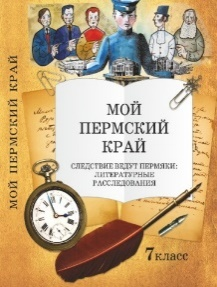 МОЙ ПЕРМСКИЙ КРАЙ
МОЙ
ПЕРМСКИЙ
КРАЙ
СЛЕДСТВИЕ ВЕДУТ ПЕРМЯКИ:
ЛИТЕРАТУРНЫЕ
РАССЛЕДОВАНИЯ
7 класс